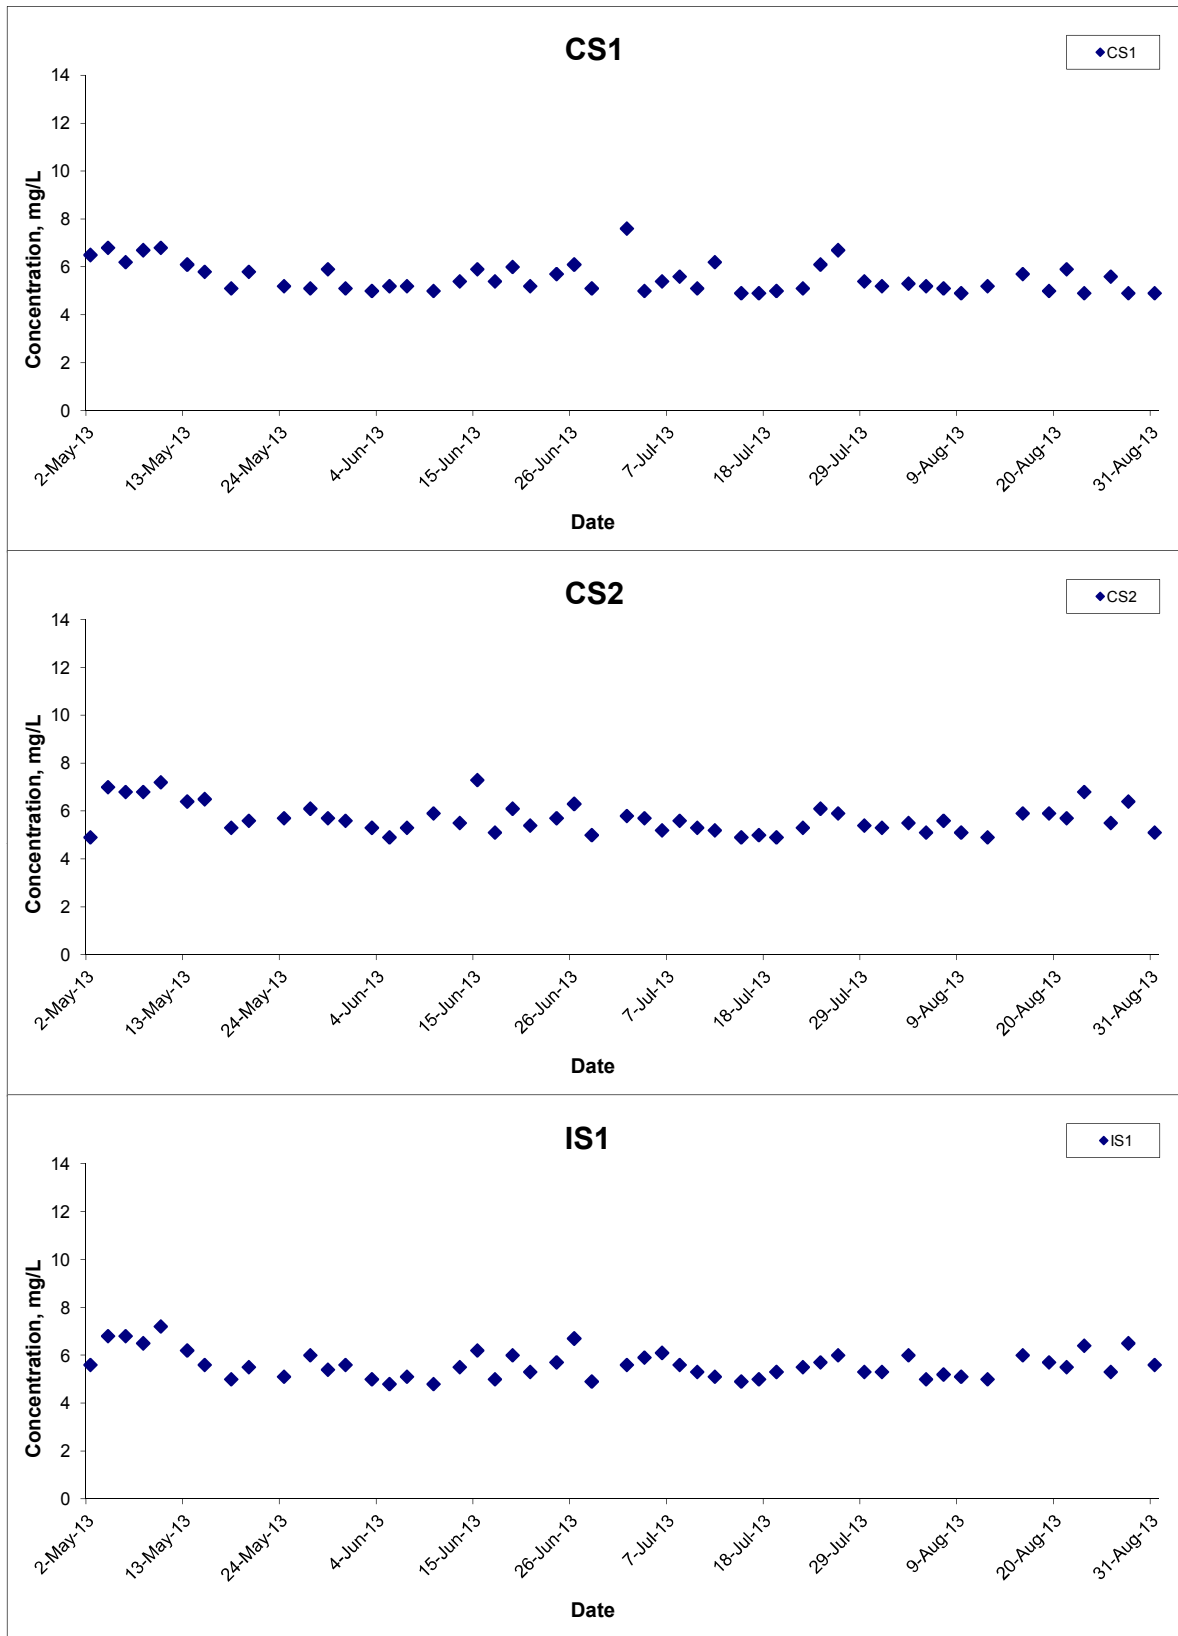 CS1
CS1
Concentration, mg/L
14
12
10
8
6
4
2
0
2-May-13
13-May-13
24-May-13
4-Jun-13
15-Jun-13
26-Jun-13
7-Jul-13
18-Jul-13
29-Jul-13
9-Aug-13
20-Aug-13
31-Aug-13
Date
CS2
CS2
Concentration, mg/L
14
12
10
8
6
4
2
0
2-May-13
13-May-13
24-May-13
4-Jun-13
15-Jun-13
26-Jun-13
7-Jul-13
18-Jul-13
29-Jul-13
9-Aug-13
20-Aug-13
31-Aug-13
Date
IS1
IS1
Concentration, mg/L
14
12
10
8
6
4
2
0
2-May-13
13-May-13
24-May-13
4-Jun-13
15-Jun-13
26-Jun-13
7-Jul-13
18-Jul-13
29-Jul-13
9-Aug-13
20-Aug-13
31-Aug-13
Date